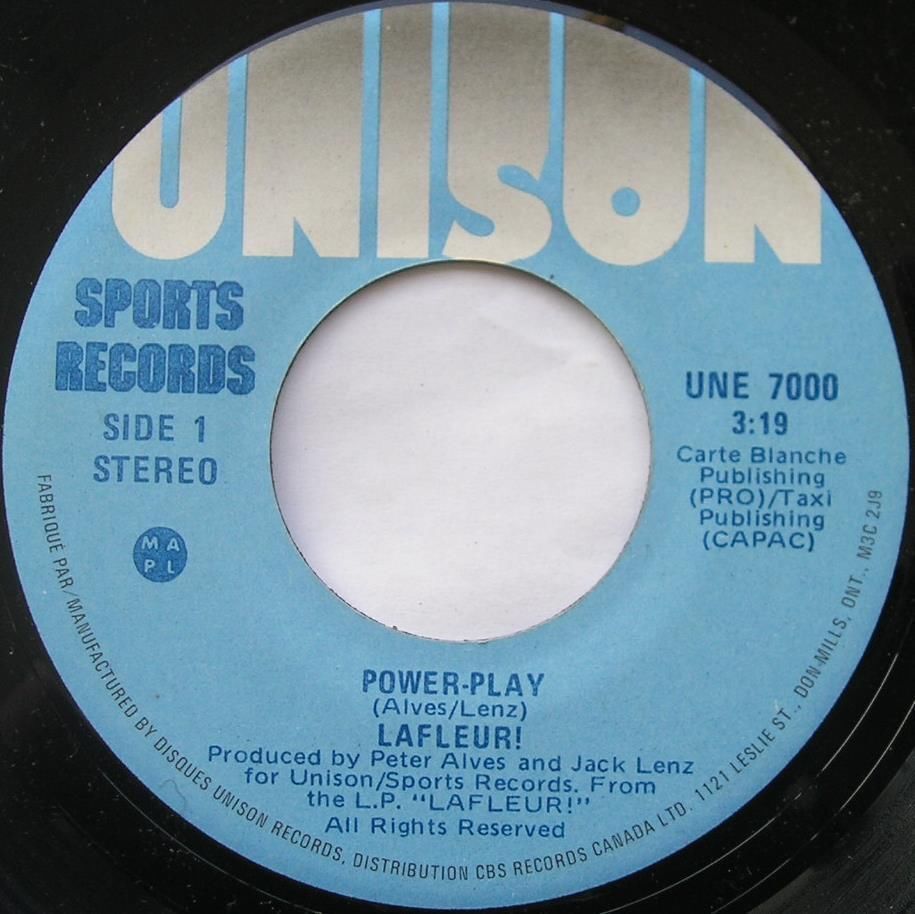 UNISON
SPORTS
RECORDS
SIDE 1
STEREO
MA
PL
UNE 7000
3:19
Carte Blanche
Publishing
(PRO)/Taxi
Publishing
(CAPAC)
POWER-PLAY
(Alves/Lenz)
LAFLEUR!
Produced by Peter Alves and Jack Lenz
for Unison/Sports Records. From
the L.P. "LAFLEUR!"
All Rights Reserved
FABRIQUÉ PAR/MANUFACTURED BY DISQUES UNISON RECORDS, DISTRIBUTION CBS RECORDS CANADA LTD. 1121 LESLIE ST., DON-MILLS, ONT., M3C 2J9